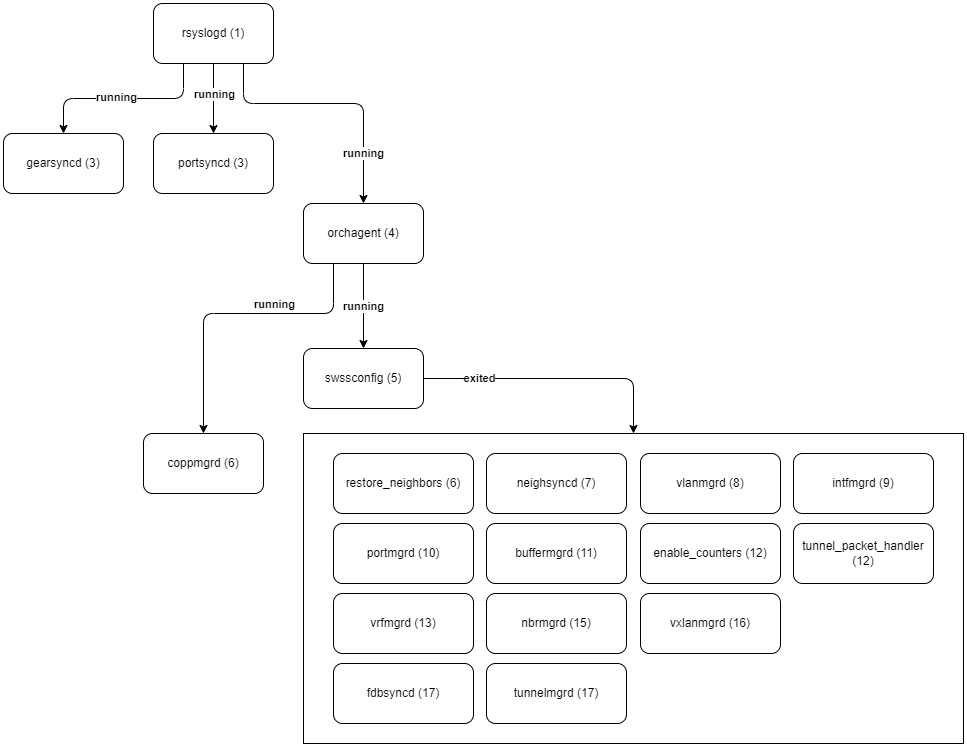 rsyslogd (1)
running
running
gearsyncd (3)
portsyncd (3)
running
orchagent (4)
running
running
swssconfig (5)
exited
coppmgrd (6)
restore_neighbors (6)
neighsyncd (7)
vlanmgrd (8)
intfmgrd (9)
portmgrd (10)
buffermgrd (11)
enable_counters (12)
tunnel_packet_handler
(12)
vrfmgrd (13)
nbrmgrd (15)
vxlanmgrd (16)
fdbsyncd (17)
tunnelmgrd (17)